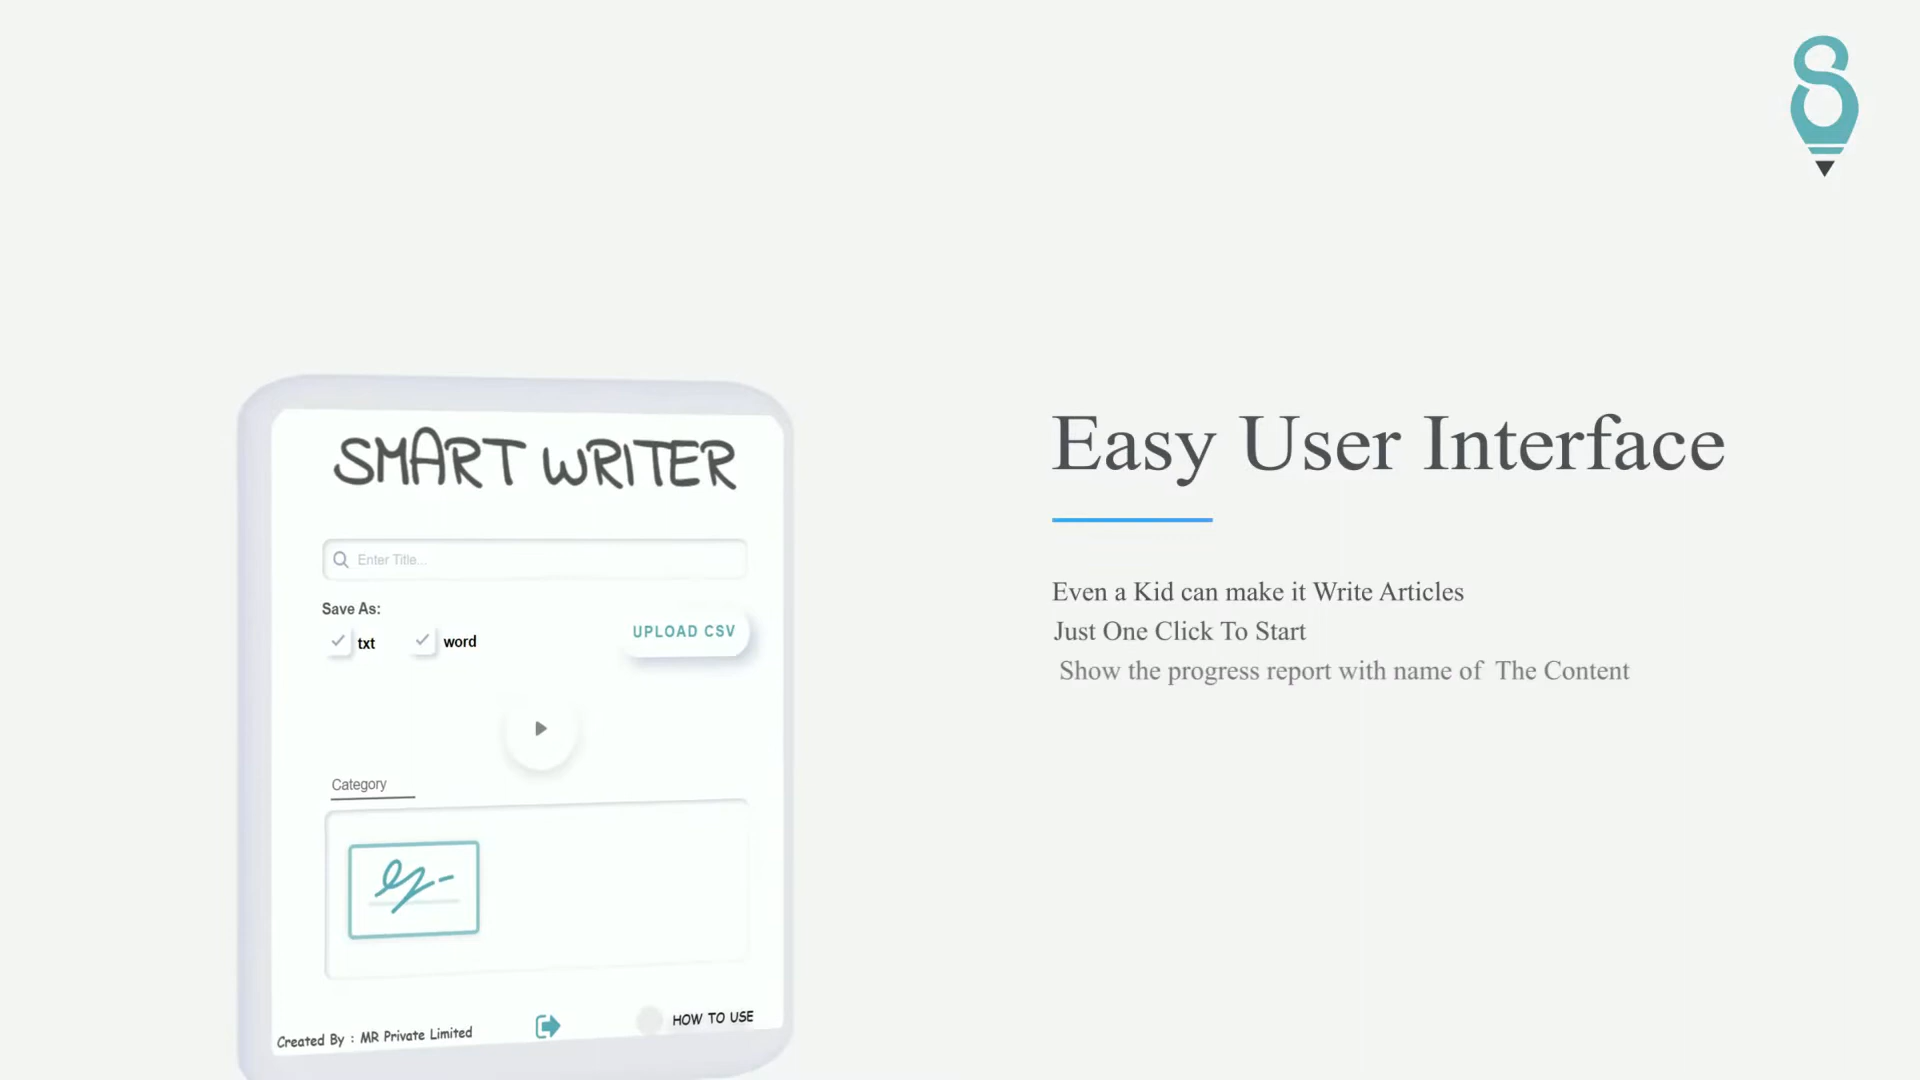 SMART WRITER
Enter Title...
Save As:
txt
word
UPLOAD CSV
Category
Created By : MR Private Limited
HOW TO USE
Easy User Interface
Even a Kid can make it Write Articles
Just One Click To Start
Show the progress report with name of The Content